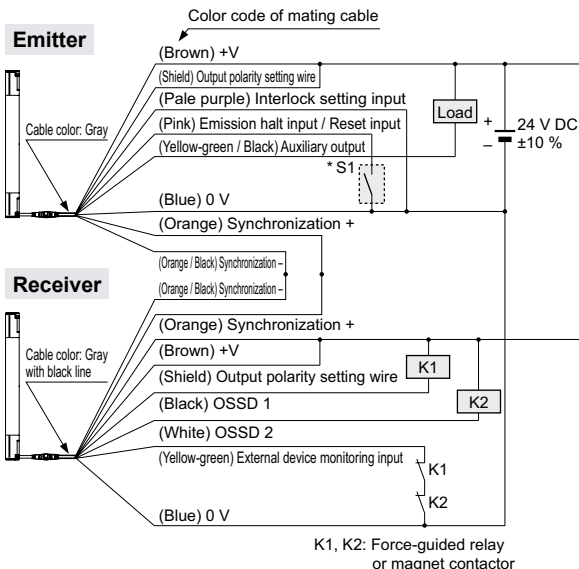 Color code of mating cable
Emitter
(Brown) +V
(Shield) Output polarity setting wire
(Pale purple) Interlock setting input
(Pink) Emission halt input / Reset input
(Yellow-green / Black) Auxiliary output
Cable color: Gray
Load
+
–
24 V DC
±10 %
* S1
(Blue) 0 V
(Orange) Synchronization +
(Orange / Black) Synchronization –
Receiver
(Orange / Black) Synchronization –
(Orange) Synchronization +
(Brown) +V
(Shield) Output polarity setting wire
(Black) OSSD 1
(White) OSSD 2
(Yellow-green) External device monitoring input
(Blue) 0 V
Cable color: Gray
with black line
K1
K2
K1
K2
K1, K2: Force-guided relay
or magnet contactor